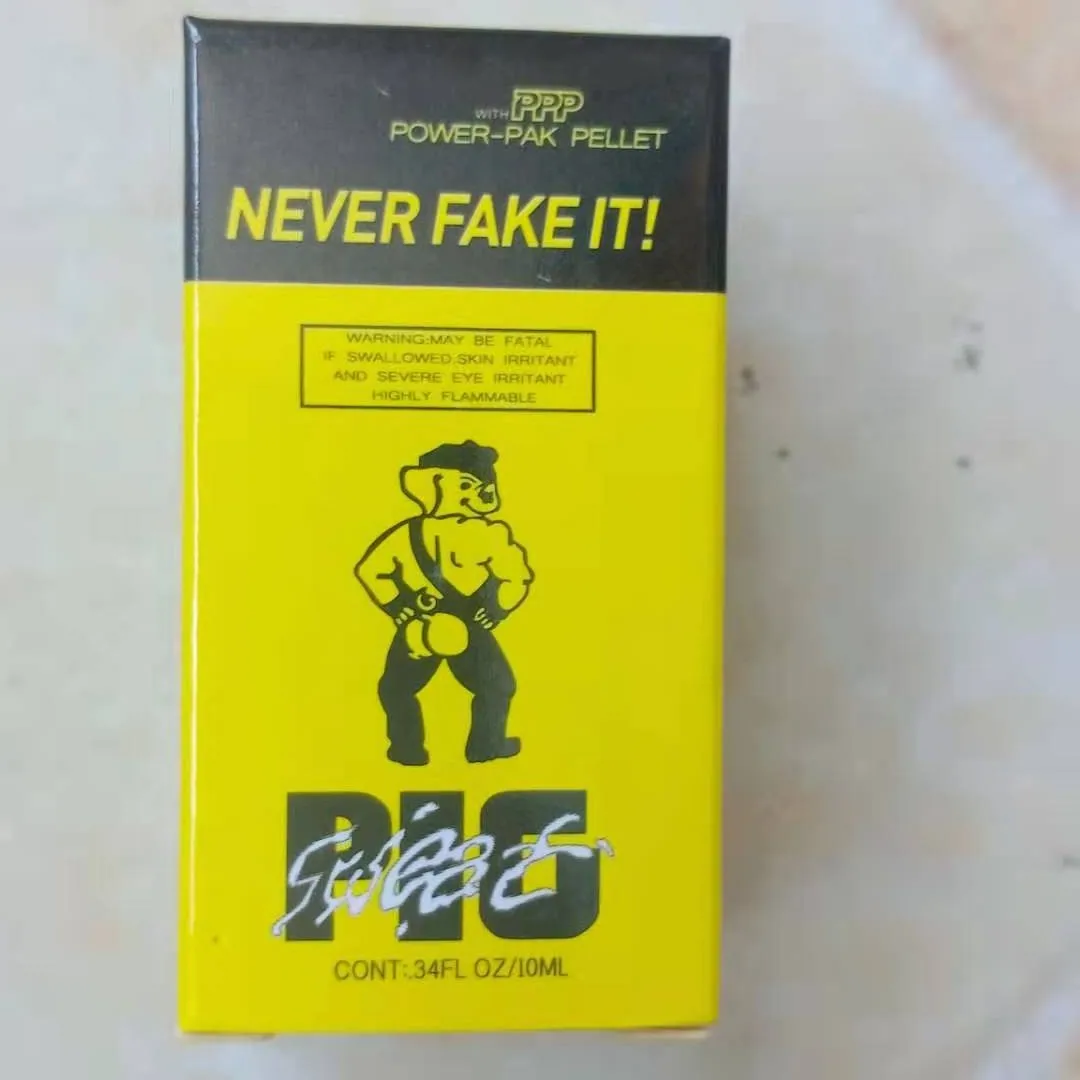 WITH PPP
POWER-PAK PELLET
NEVER FAKE IT!
WARNING:MAY BE FATAL
IF SWALLOWED:SKIN IRRITANT
AND SEVERE EYE IRRITANT
HIGHLY FLAMMABLE
PIG
Sweat
CONT:.34FL OZ/10ML